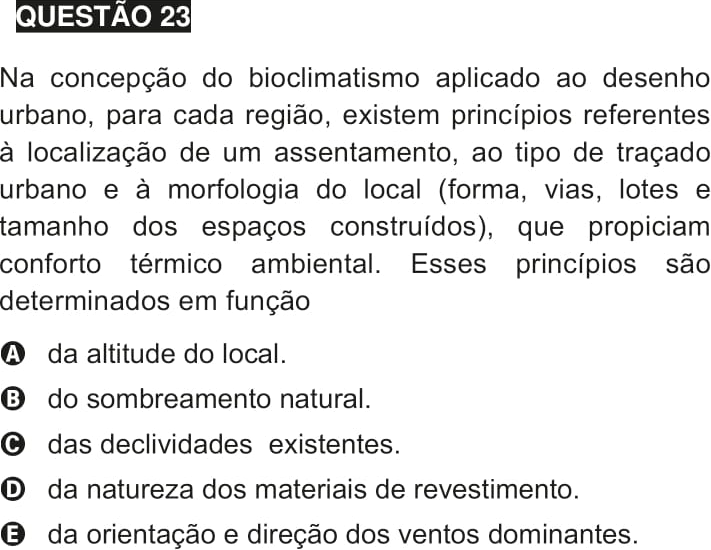 QUESTÃO 23
Na concepção do bioclimatismo aplicado ao desenho
urbano, para cada região, existem princípios referentes
à localização de um assentamento, ao tipo de traçado
urbano e à morfologia do local (forma, vias, lotes e
tamanho dos espaços construídos), que propiciam
conforto térmico ambiental. Esses princípios são
determinados em função
A da altitude do local.
B do sombreamento natural.
C das declividades existentes.
D da natureza dos materiais de revestimento.
E da orientação e direção dos ventos dominantes.